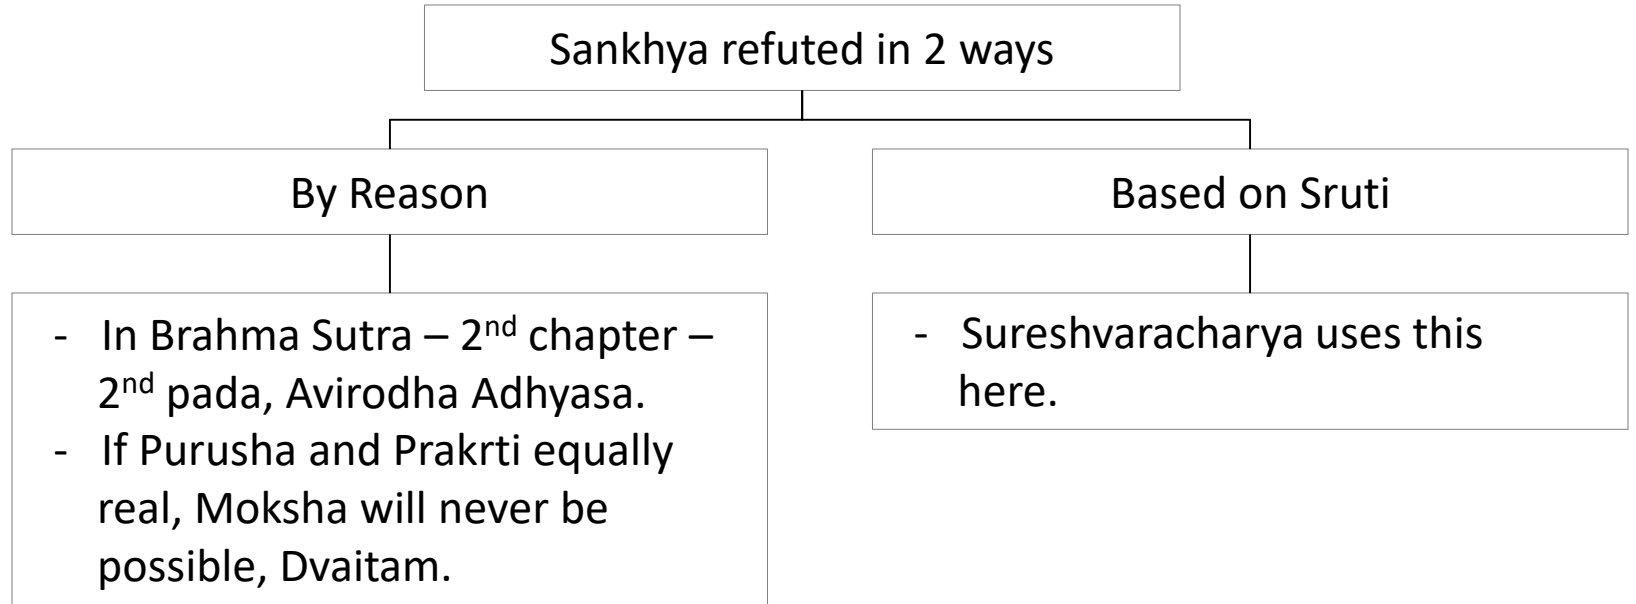 Sankhya refuted in 2 ways
By Reason
Based on Sruti
- In Brahma Sutra – 2nd chapter –
2nd pada, Avirodha Adhyasa.
- If Purusha and Prakrti equally
real, Moksha will never be
possible, Dvaitam.
- Sureshvaracharya uses this
here.